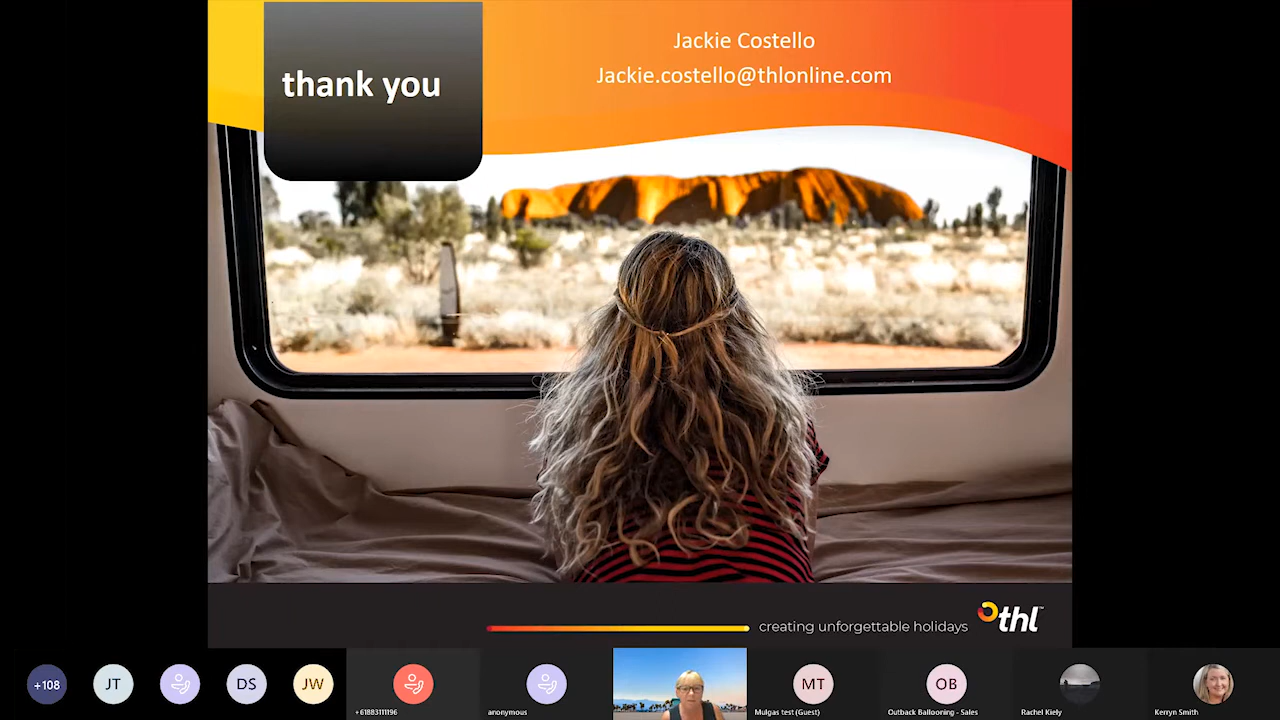 thank you
Jackie Costello
Jackie.costello@thlonline.com
creating unforgettable holidays
thl™
+108
JT
DS
JW
+61883111196
anonymous
MT
Mulgas test (Guest)
OB
Outback Ballooning - Sales
Rachel Kiely
Kerryn Smith